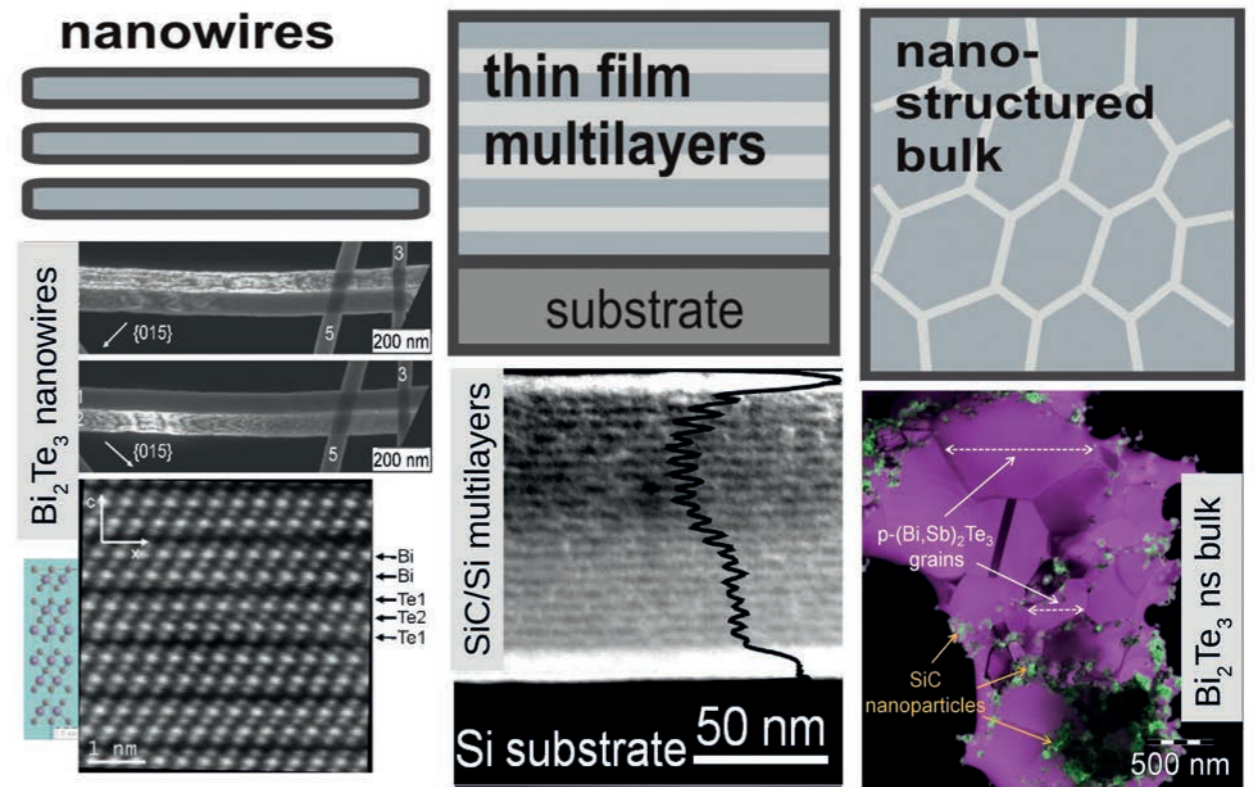 nanowires
Bi₂Te₃ nanowires
3
{015}
5
200 nm
1
3
2
{015}
5
200 nm
c
x
Bi
Bi
Te1
Te2
Te1
1 nm
thin film
multilayers
substrate
SiC/Si multilayers
Si substrate
50 nm
nano-
structured
bulk
p-(Bi,Sb)₂Te₃
grains
SiC
nanoparticles
Bi₂Te₃ ns bulk
500 nm